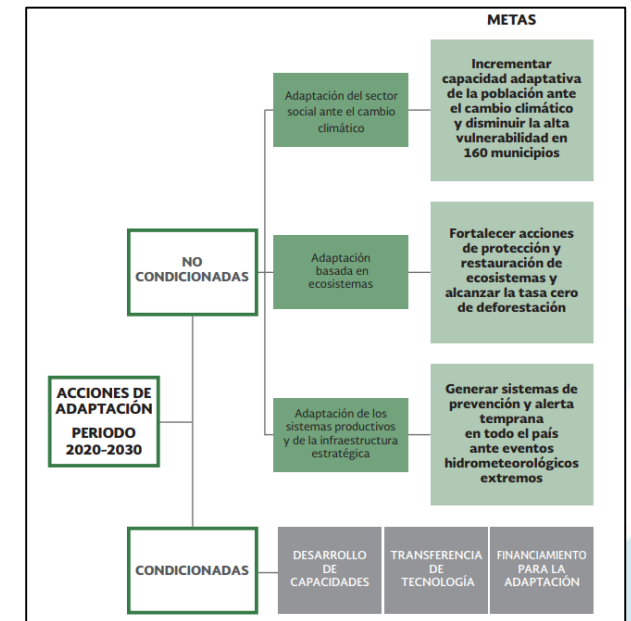 METAS
Adaptación del sector
social ante el cambio
climático
Incrementar
capacidad adaptativa
de la población ante
el cambio climático
y disminuir la alta
vulnerabilidad en
160 municipios
NO
CONDICIONADAS
Adaptación
basada en
ecosistemas
Fortalecer acciones
de protección y
restauración de
ecosistemas y
alcanzar la tasa cero
de deforestación
ACCIONES DE
ADAPTACIÓN
PERIODO
2020-2030
Adaptación de los
sistemas productivos
y de la infraestructura
estratégica
Generar sistemas de
prevención y alerta
temprana
en todo el país
ante eventos
hidrometeorológicos
extremos
CONDICIONADAS
DESARROLLO
DE
CAPACIDADES
TRANSFERENCIA
DE
TECNOLOGÍA
FINANCIAMIENTO
PARA LA
ADAPTACIÓN